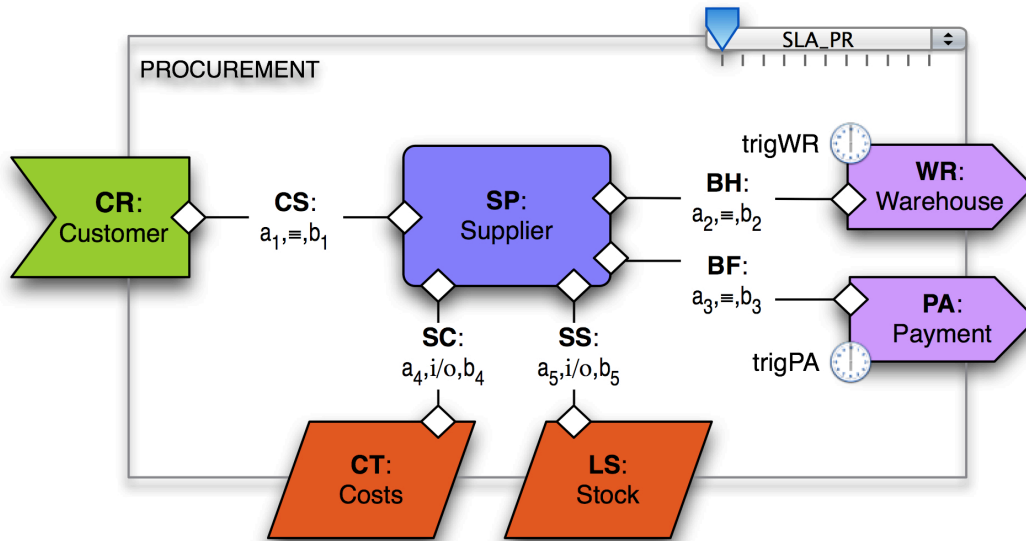 SLA_PR
PROCUREMENT
trigWR
CR:
Customer
CS:
a₁,≡,b₁
SP:
Supplier
BH:
a₂,≡,b₂
WR:
Warehouse
BF:
a₃,≡,b₃
PA:
Payment
trigPA
SC:
a₄,i/o,b₄
SS:
a₅,i/o,b₅
CT:
Costs
LS:
Stock